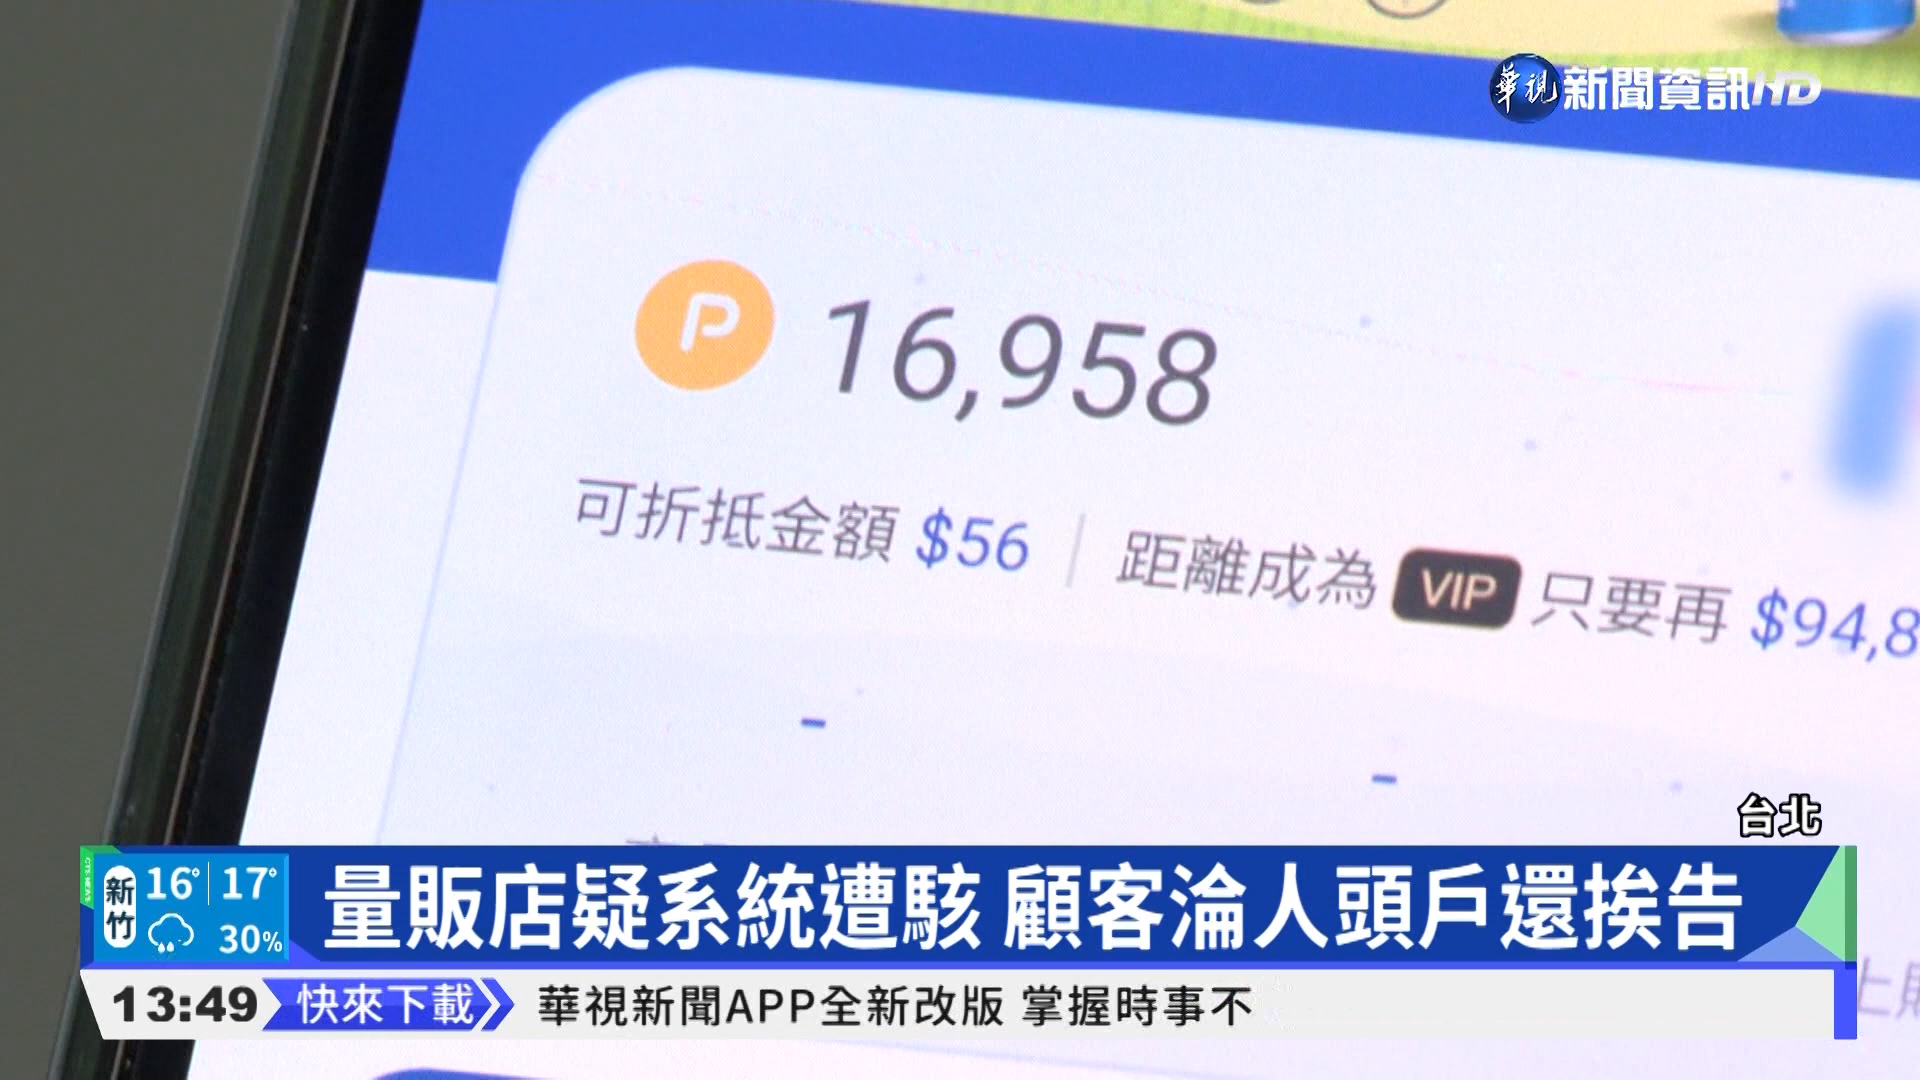 華視新聞資訊HD
P 16,958
可折抵金額 $56 | 距離成為 VIP 只要再 $94,8
台北
CTS NEWS
新竹 16° 17° 30%
量販店疑系統遭駭 顧客淪人頭戶還挨告
13:49 快來下載 華視新聞APP全新改版 掌握時事不